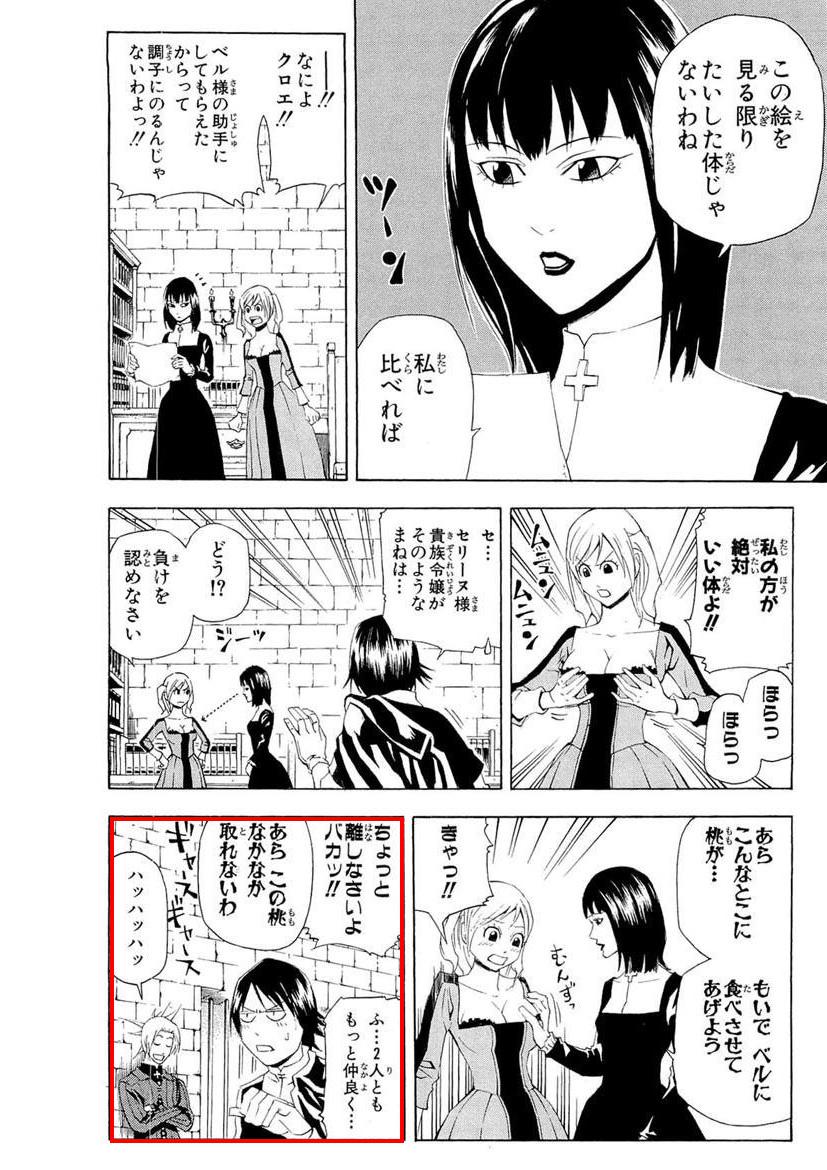 この絵を
見る限り
たいした体じゃ
ないわね
ツーン
私に
比べれば
──!!
なによ
クロエ!!
ベル様の助手に
してもらえた
からって
調子にのるんじゃ
ないわよっ!!
私の方が
絶対
いい体よ!!
ムニュン
ムニュン
ほらっ
ほらっ
セ…
セリーヌ様
貴族令嬢が
そのような
まねは…
どう!?
負けを
認めなさい
ジーッ
あら
こんなとこに
桃が…
もいで ベルに
食べさせて
あげよう
きゃっ!!
むんずっ
ちょっと
離しなさいよ
バカッ!!
あら この桃
なかなか
取れないわ
ギャース
ギャース
ふ…2人とも
もっと仲良く…
ハッハッハッ